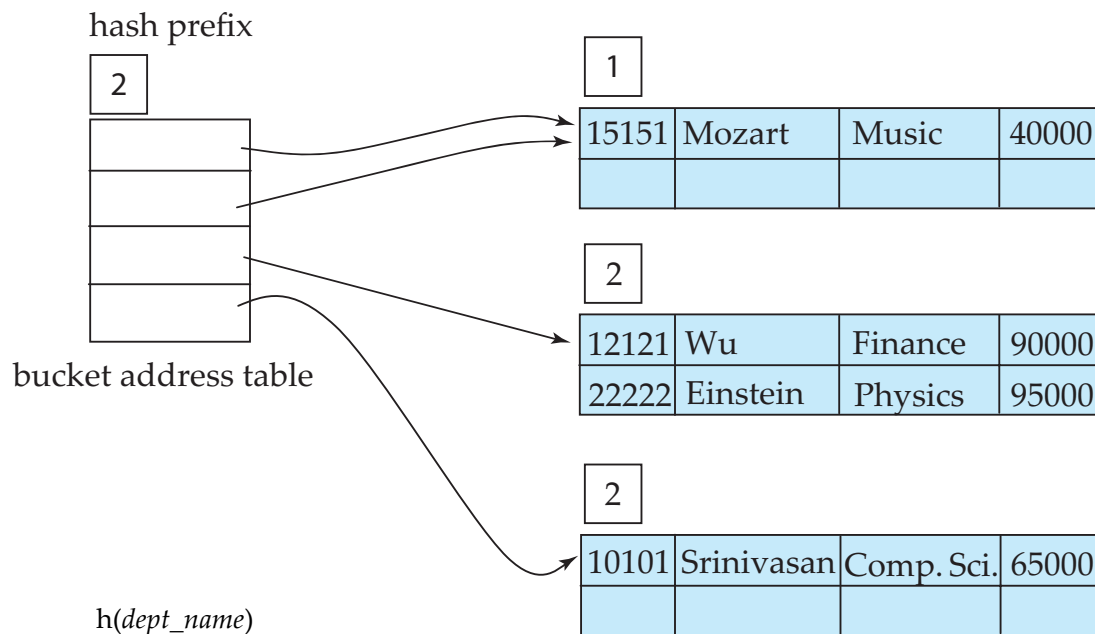 hash prefix
2
bucket address table
1
15151 Mozart Music 40000
2
12121 Wu Finance 90000
22222 Einstein Physics 95000
2
10101 Srinivasan Comp. Sci. 65000
h(dept_name)